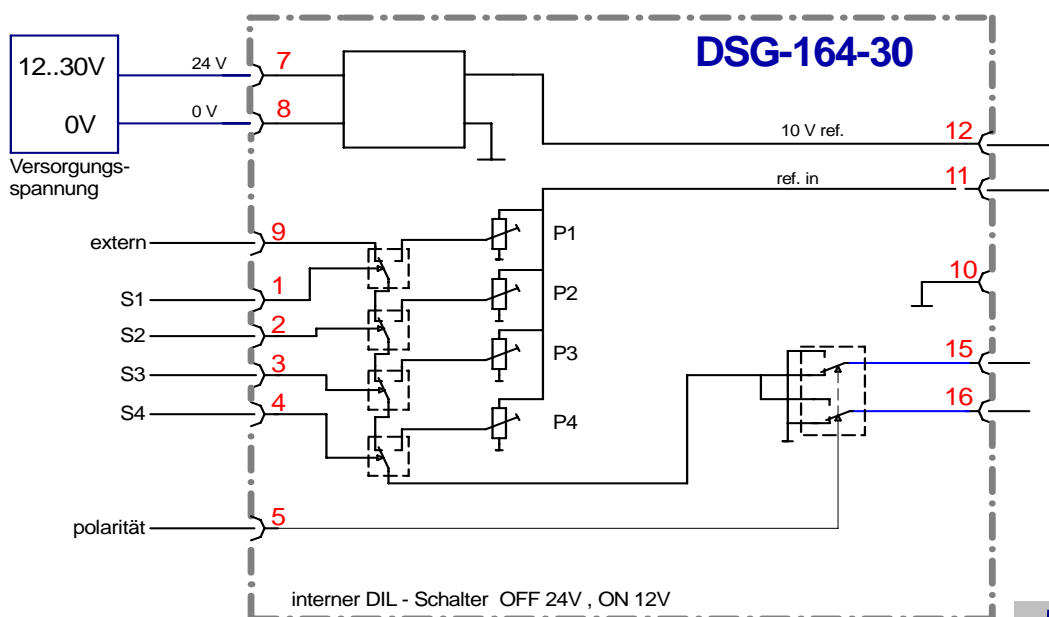 DSG-164-30
12..30V
24 V
7
0V
0 V
8
Versorgungs-
spannung
10 V ref.
12
ref. in
11
extern
9
P1
S1
1
10
P2
S2
2
P3
15
S3
3
16
S4
4
P4
polarität
5
interner DIL - Schalter OFF 24V , ON 12V